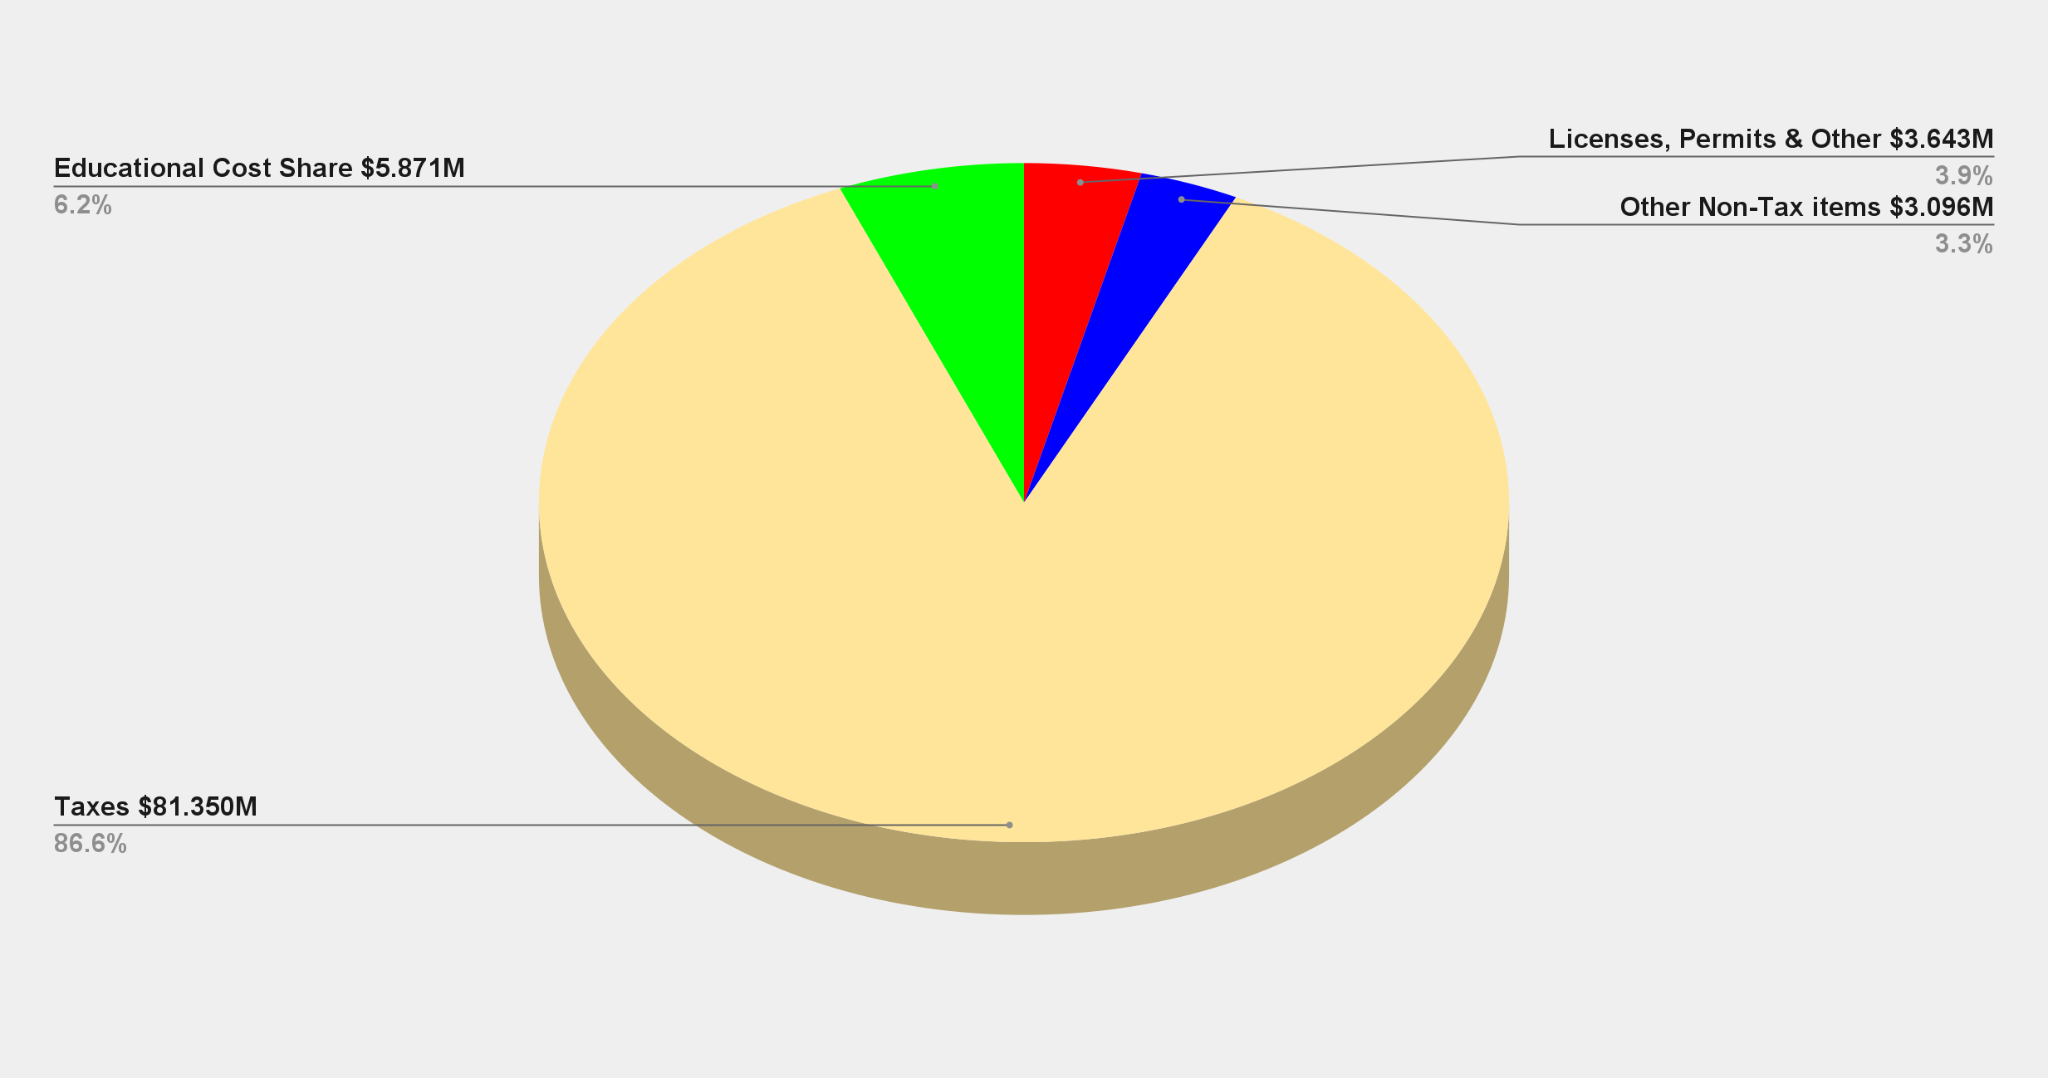 Licenses, Permits & Other $3.643M
3.9%
Educational Cost Share $5.871M
6.2%
Other Non-Tax items $3.096M
3.3%
Taxes $81.350M
86.6%